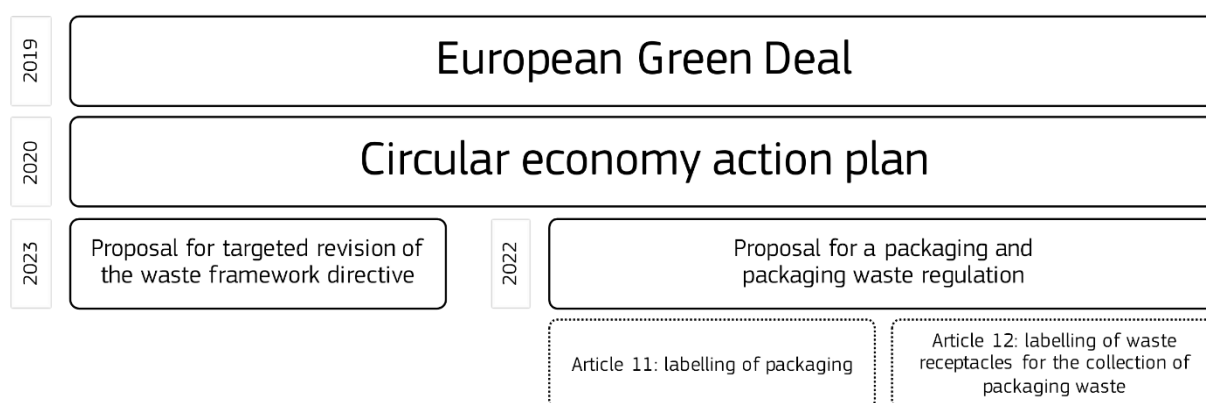 2019
European Green Deal
2020
Circular economy action plan
2023
Proposal for targeted revision of
the waste framework directive
2022
Proposal for a packaging and
packaging waste regulation
Article 11: labelling of packaging
Article 12: labelling of waste
receptacles for the collection of
packaging waste